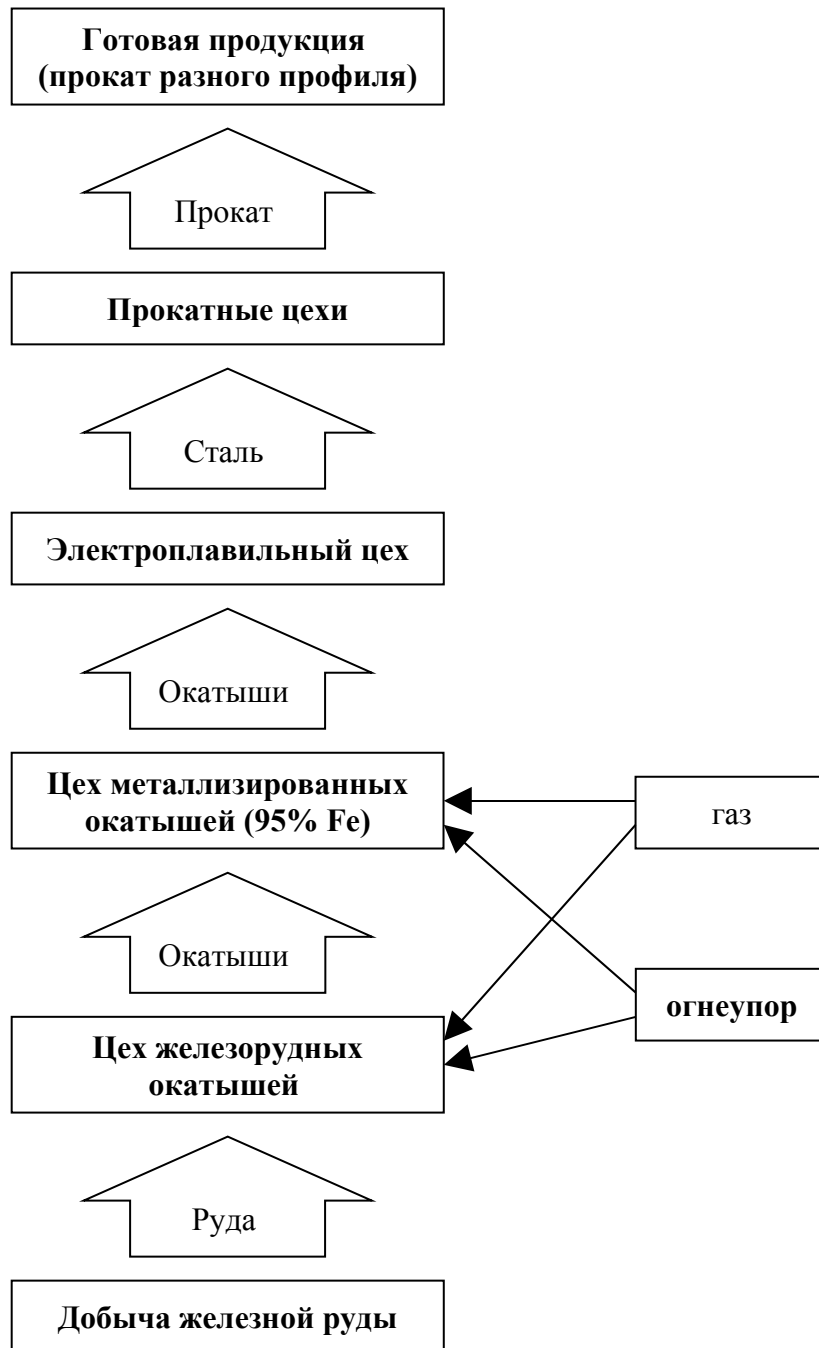 Готовая продукция
(прокат разного профиля)
Прокат
Прокатные цехи
Сталь
Электроплавильный цех
Окатыши
Цех металлизированных
окатышей (95% Fe)
газ
Окатыши
огнеупор
Цех железорудных
окатышей
Руда
Добыча железной руды